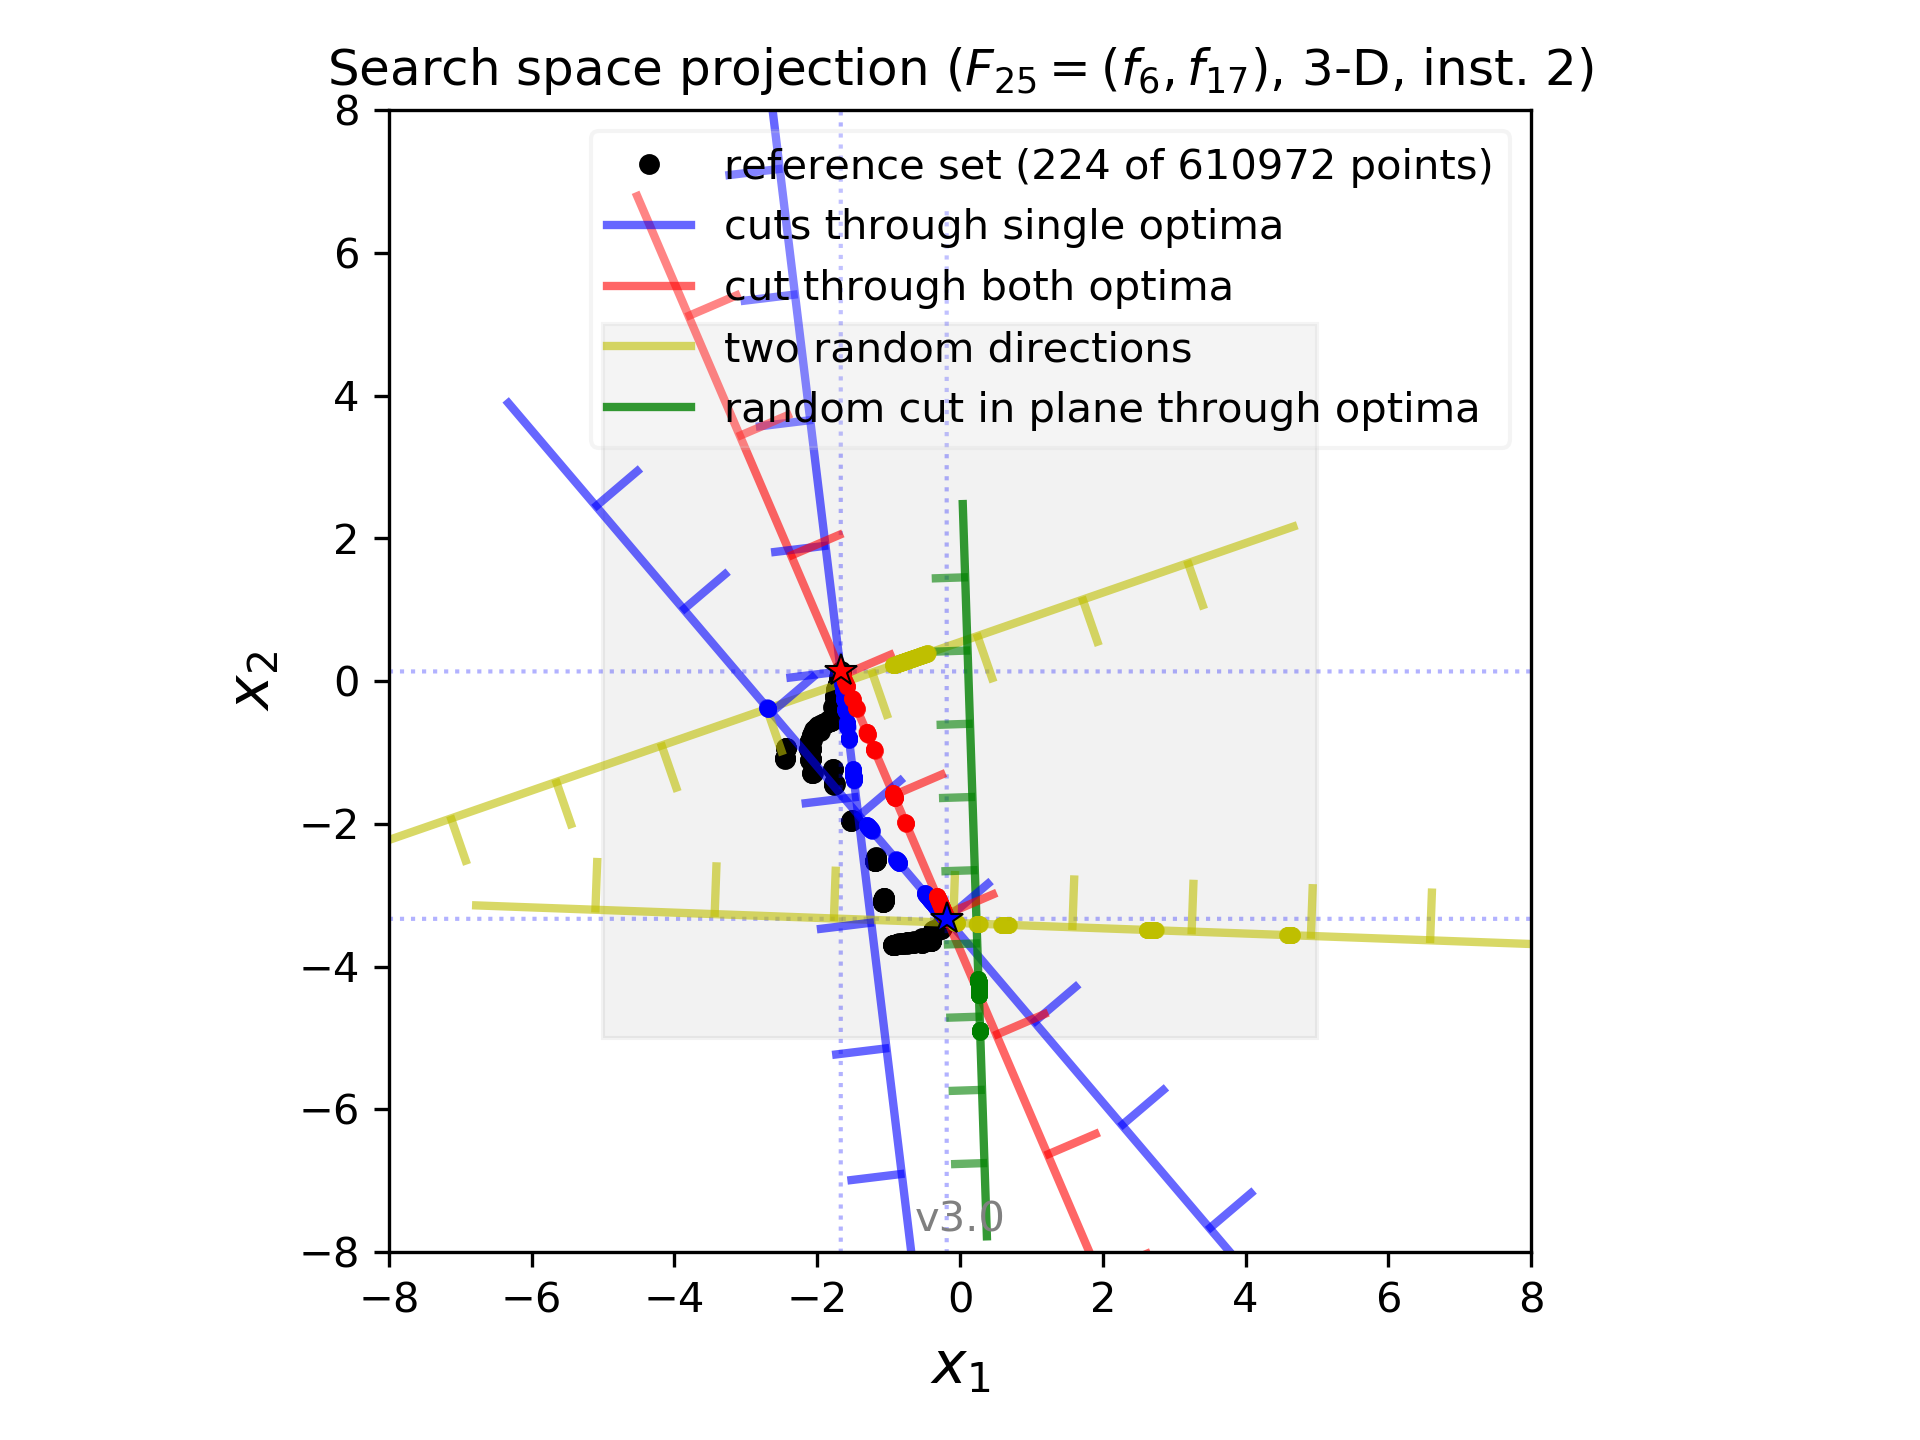 Search space projection (F₂₅ = (f₆, f₁₇), 3-D, inst. 2)
reference set (224 of 610972 points)
cuts through single optima
cut through both optima
two random directions
random cut in plane through optima
8
6
4
2
0
−2
−4
−6
−8
x₂
v3.0
−8 −6 −4 −2 0 2 4 6 8
x₁